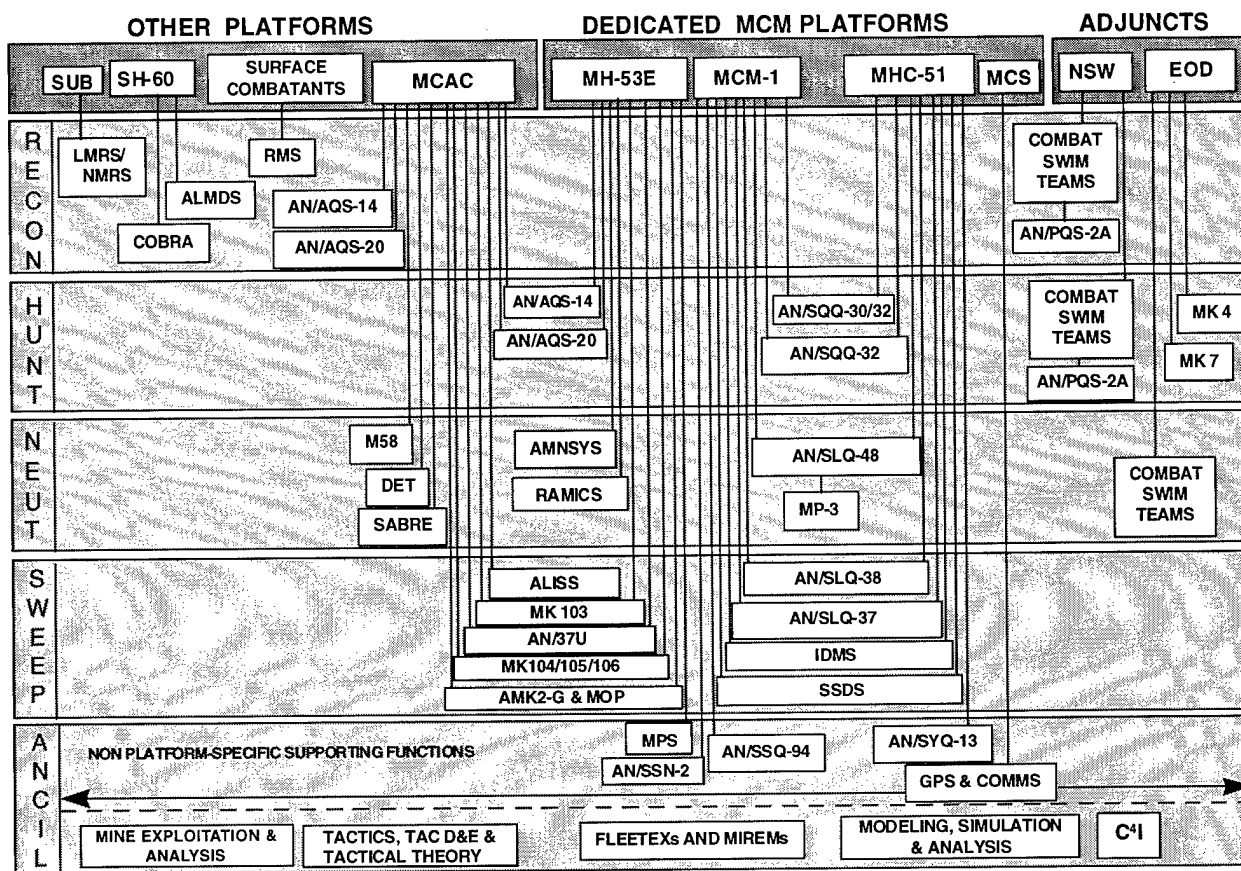 OTHER PLATFORMS
DEDICATED MCM PLATFORMS
ADJUNCTS
SUB
SH-60
SURFACE
COMBATANTS
MCAC
MH-53E
MCM-1
MHC-51
MCS
NSW
EOD
RECON
LMRS/
NMRS
ALMDS
COBRA
RMS
AN/AQS-14
AN/AQS-20
COMBAT
SWIM
TEAMS
AN/PQS-2A
HUNT
AN/AQS-14
AN/AQS-20
AN/SQQ-30/32
AN/SQQ-32
COMBAT
SWIM
TEAMS
AN/PQS-2A
MK 4
MK 7
NEUT
M58
DET
SABRE
AMNSYS
RAMICS
AN/SLQ-48
MP-3
COMBAT
SWIM
TEAMS
SWEEP
ALISS
MK 103
AN/37U
MK104/105/106
AMK2-G & MOP
AN/SLQ-38
AN/SLQ-37
IDMS
SSDS
ANCIL
NON PLATFORM-SPECIFIC SUPPORTING FUNCTIONS
MPS
AN/SSN-2
AN/SSQ-94
AN/SYQ-13
GPS & COMMS
MINE EXPLOITATION &
ANALYSIS
TACTICS, TAC D&E &
TACTICAL THEORY
FLEETEXs AND MIREMs
MODELING, SIMULATION
& ANALYSIS
C⁴I